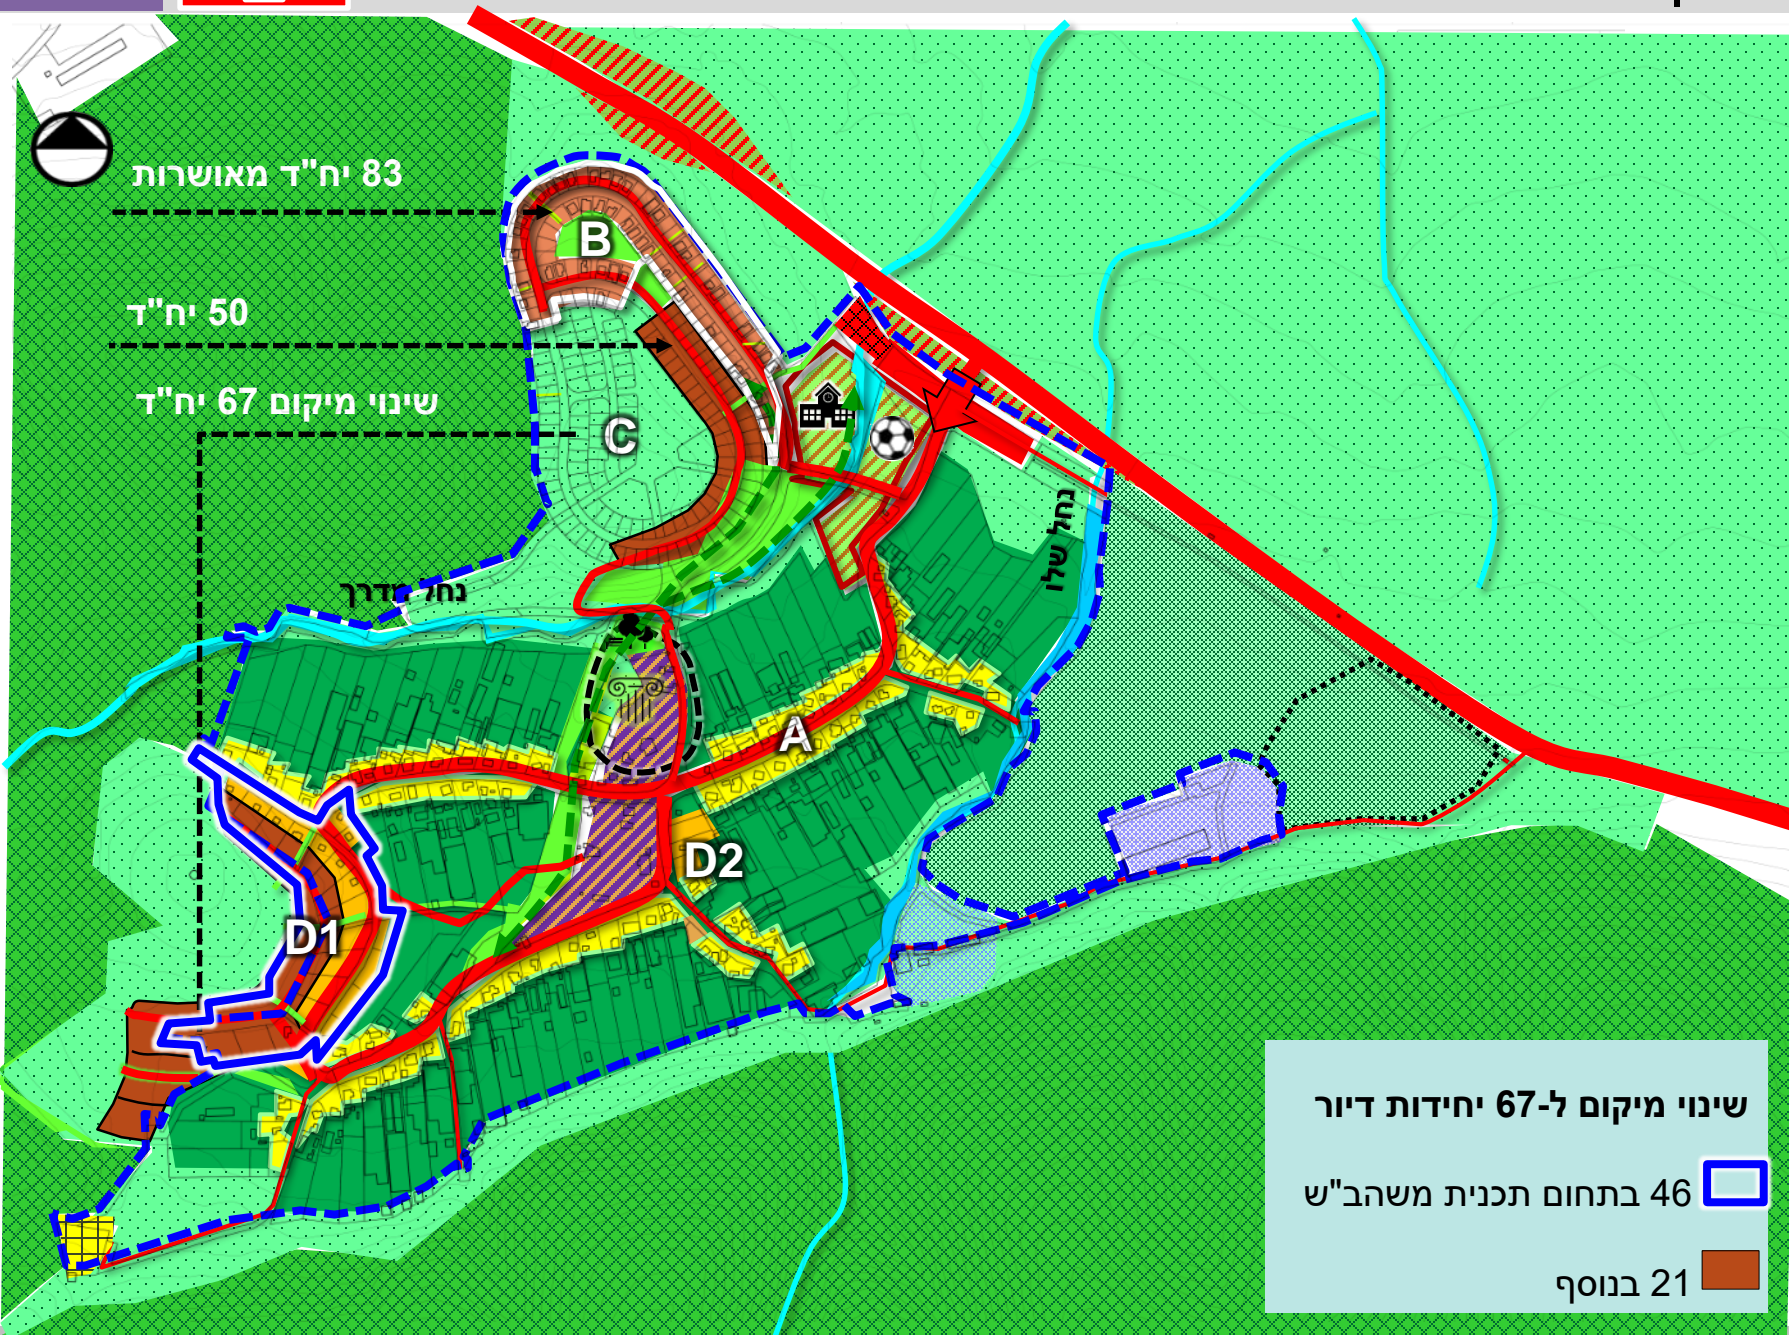 83 יח"ד מאושרות
B
50 יח"ד
שינוי מיקום 67 יח"ד
C
נחל שלו
נחל מדרך
A
D2
D1
שינוי מיקום ל-67 יחידות דיור
46 בתחום תכנית משהב"ש
21 בנוסף